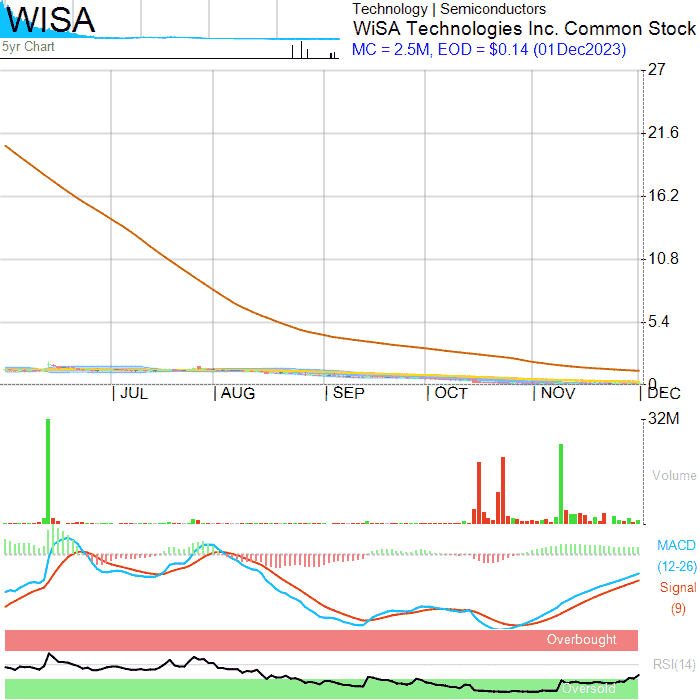 WISA
5yr Chart
Technology | Semiconductors
WiSA Technologies Inc. Common Stock
MC = 2.5M, EOD = $0.14 (01Dec2023)
27
21.6
16.2
10.8
5.4
0
JUL AUG SEP OCT NOV DEC
32M
Volume
MACD
(12-26)
Signal
(9)
Overbought
RSI(14)
Oversold